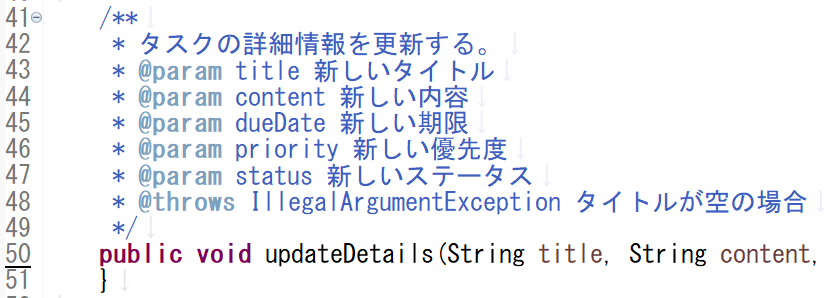 41 /**
42 * タスクの詳細情報を更新する。
43 * @param title 新しいタイトル
44 * @param content 新しい内容
45 * @param dueDate 新しい期限
46 * @param priority 新しい優先度
47 * @param status 新しいステータス
48 * @throws IllegalArgumentException タイトルが空の場合
49 */
50 public void updateDetails(String title, String content,
51 }